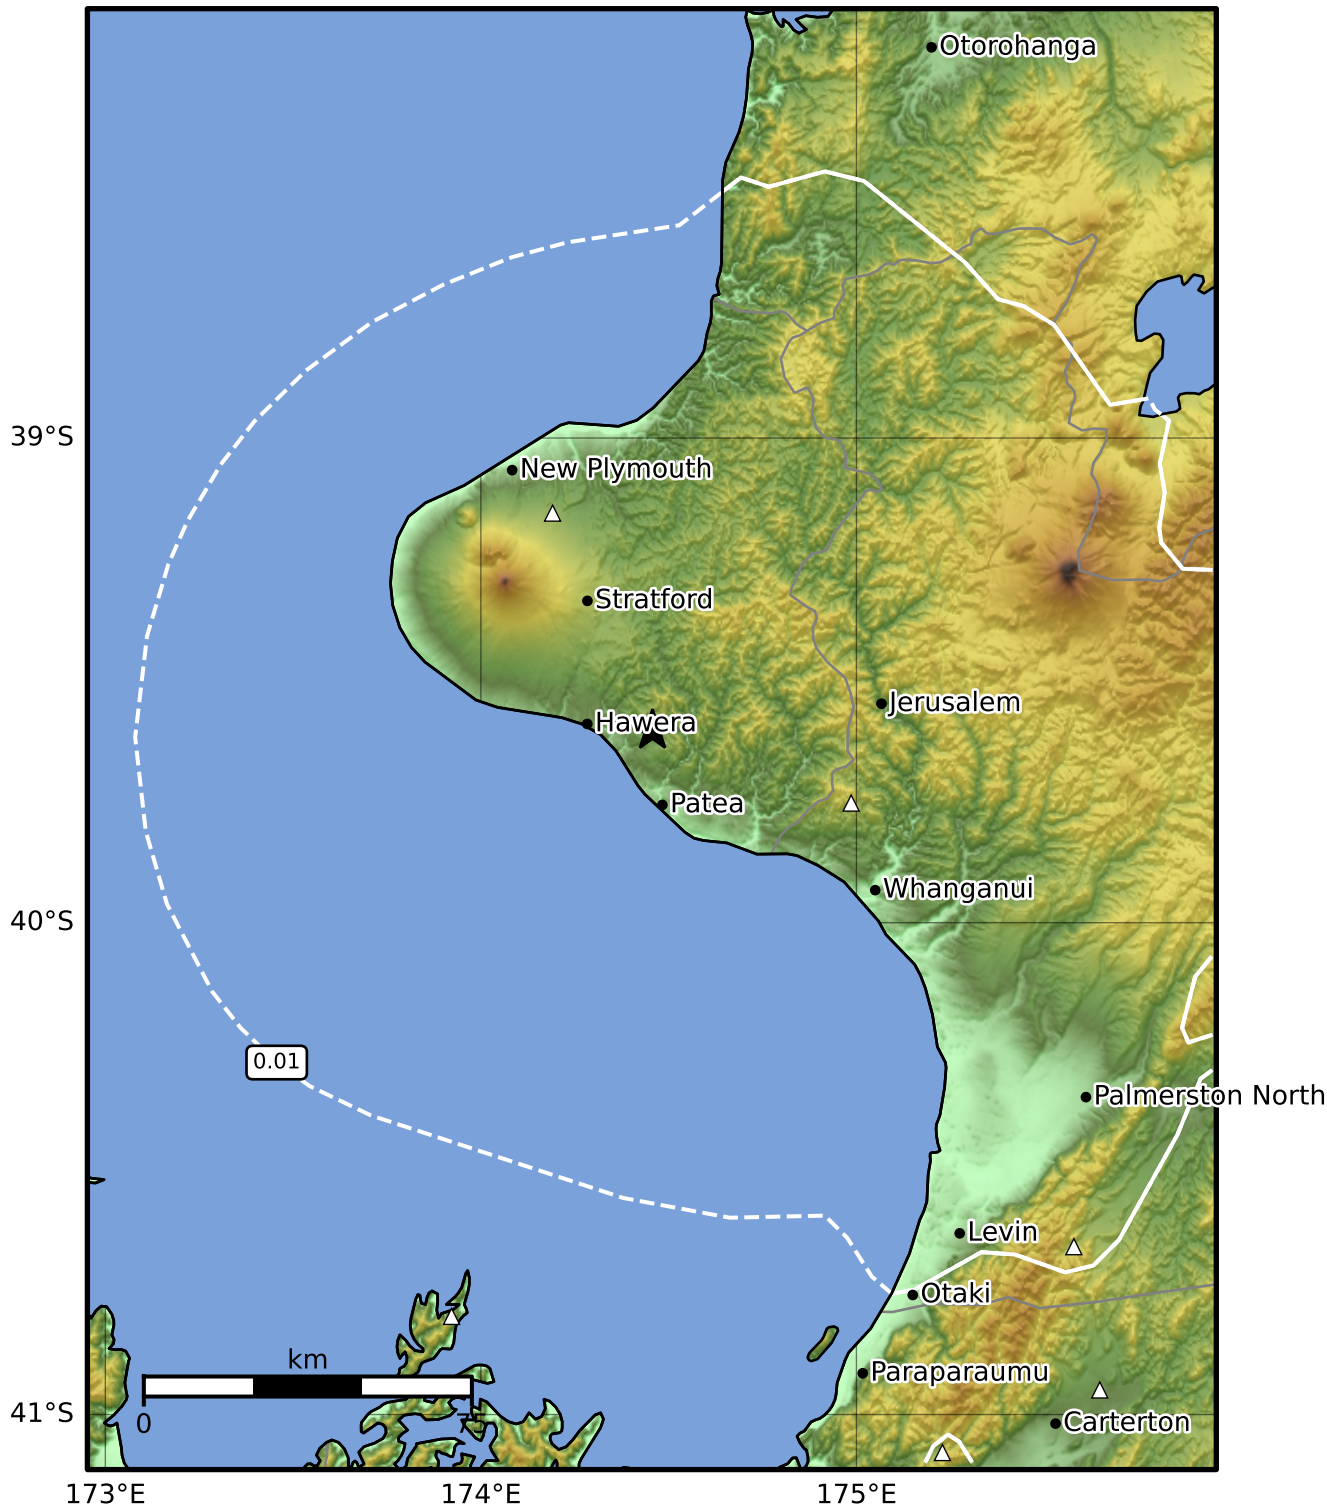 Otorohanga
39°S
New Plymouth
Stratford
Jerusalem
Hawera
Patea
Whanganui
40°S
0.01
Palmerston North
Levin
Otaki
km
Paraparaumu
0
41°S
Carterton
173°E
174°E
175°E